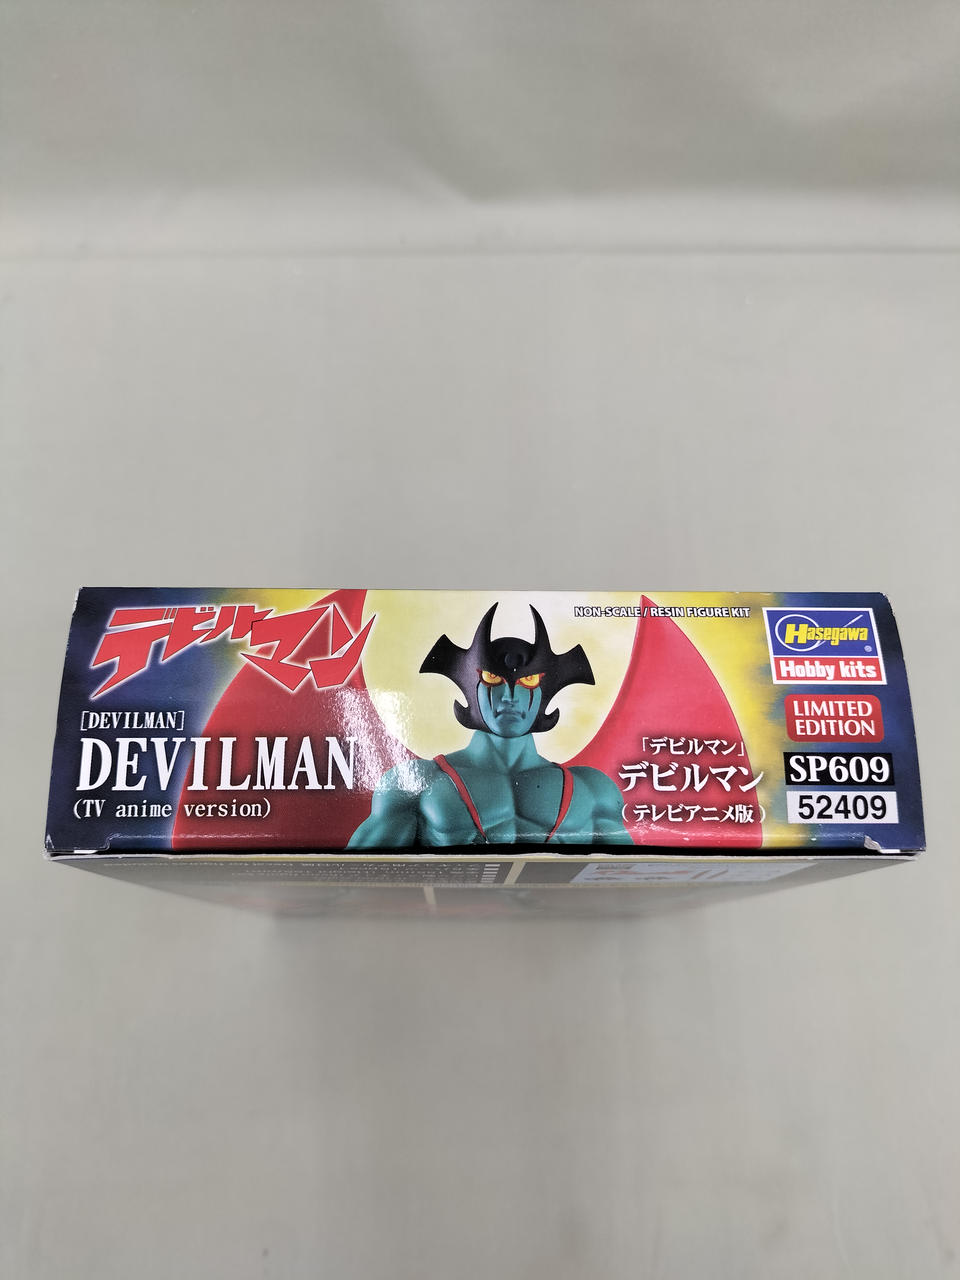 デビルマン
[DEVILMAN]
DEVILMAN
(TV anime version)
NON-SCALE / RESIN FIGURE KIT
Hasegawa
Hobby kits
LIMITED
EDITION
「デビルマン」
デビルマン
(テレビアニメ版)
SP609
52409